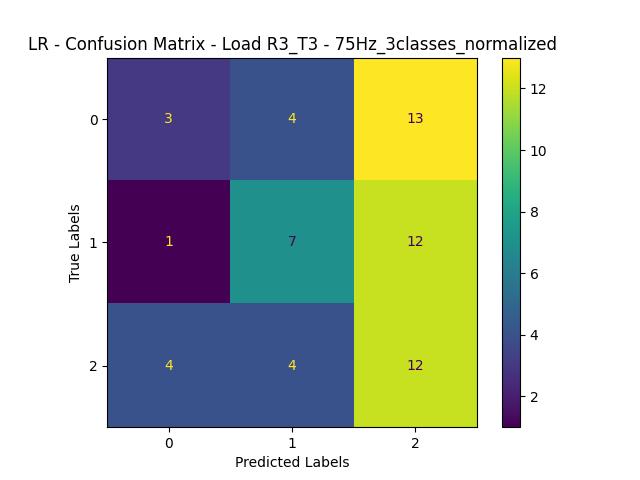 LR - Confusion Matrix - Load R3_T3 - 75Hz_3classes_normalized
0 3 4 13
1 1 7 12
2 4 4 12
0 1 2
Predicted Labels
True Labels
12
10
8
6
4
2